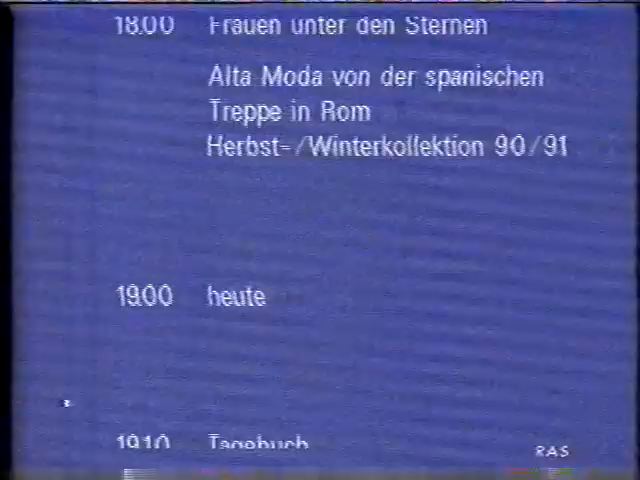 18.00 Frauen unter den Sternen
Alta Moda von der spanischen
Treppe in Rom
Herbst-/Winterkollektion 90/91
19.00 heute
19.10 Tagebuch
RAS